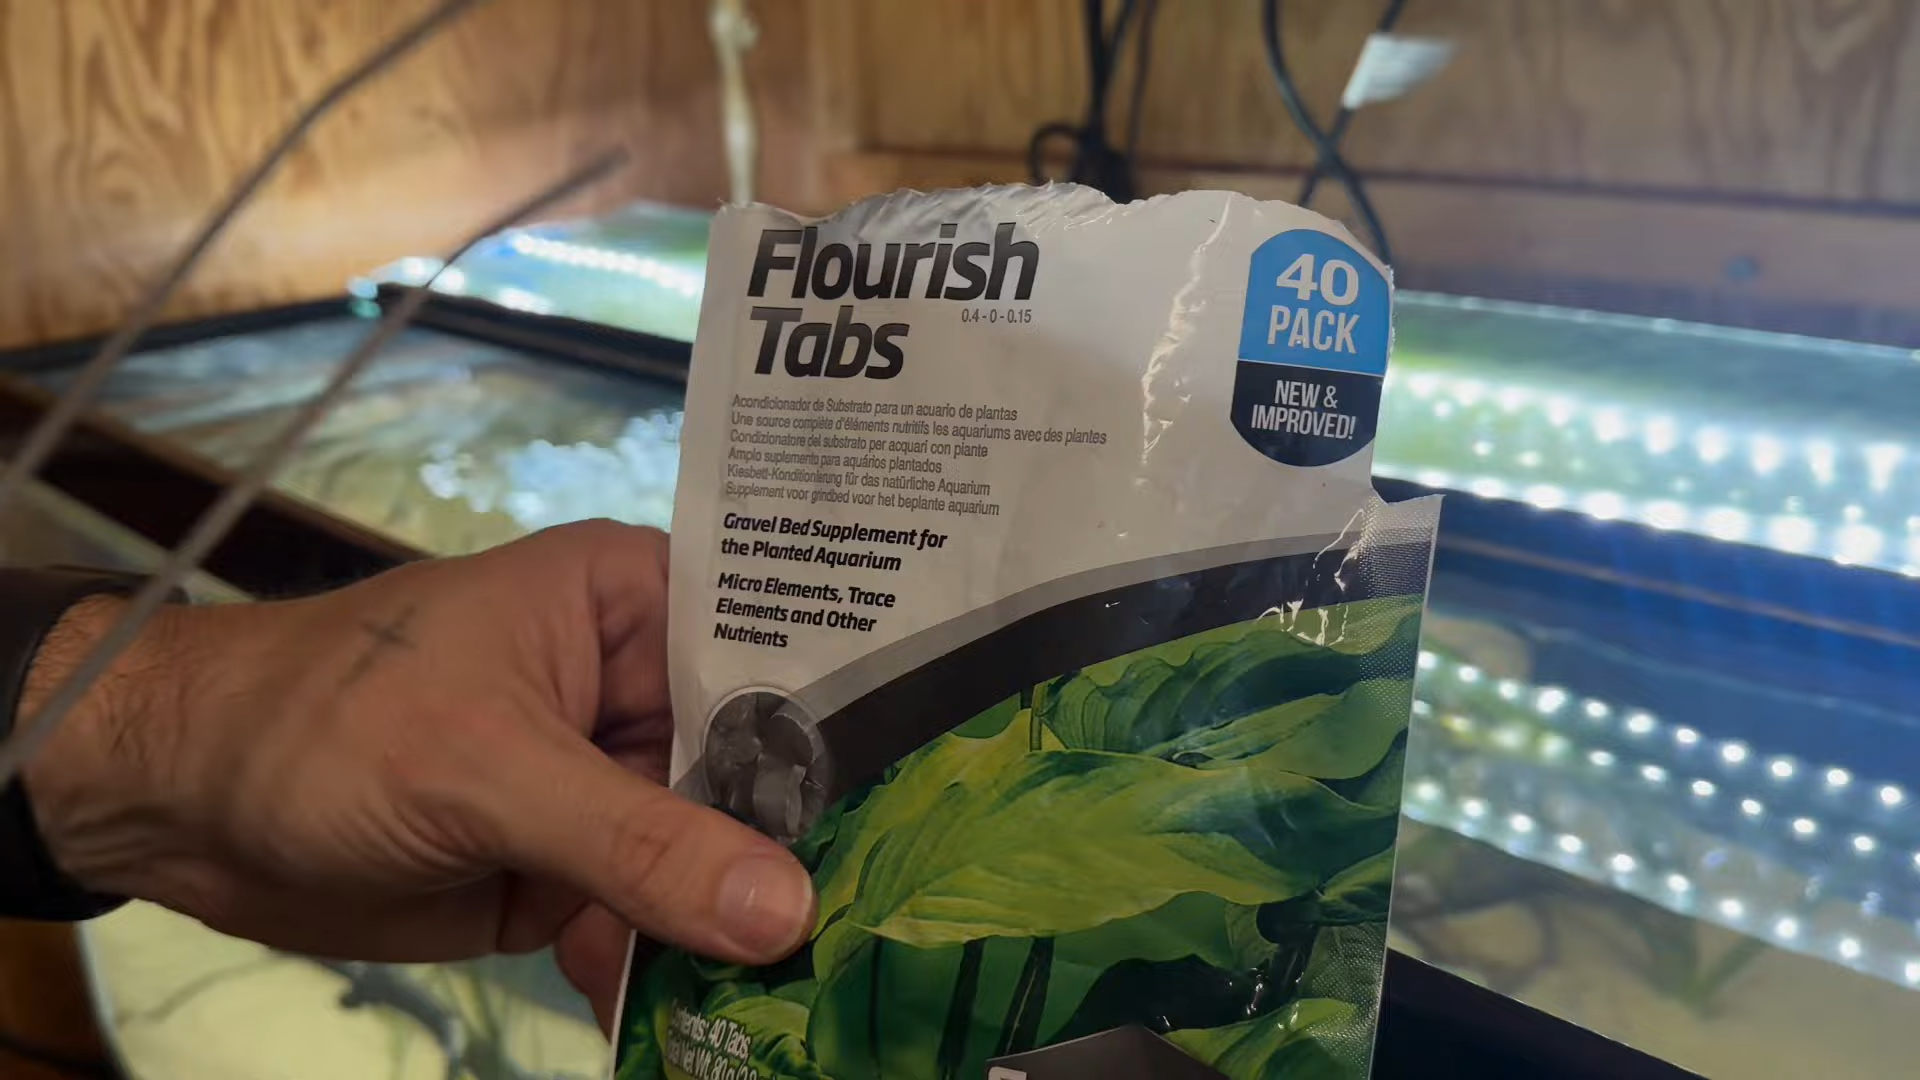 Flourish
Tabs
0.4 - 0 - 0.15
40
PACK
NEW &
IMPROVED!
Acondicionador de Substrato para un acuario de plantas
Une source complète d'éléments nutritifs les aquariums avec des plantes
Condizionatore del substrato per acquari con piante
Amplo suplemento para aquários plantados
Kiesbett-Konditionierung für das natürliche Aquarium
Supplement voor grindbed voor het beplante aquarium
Gravel Bed Supplement for
the Planted Aquarium
Micro Elements, Trace
Elements and Other
Nutrients
40 Tabs
Net Wt. 80 g